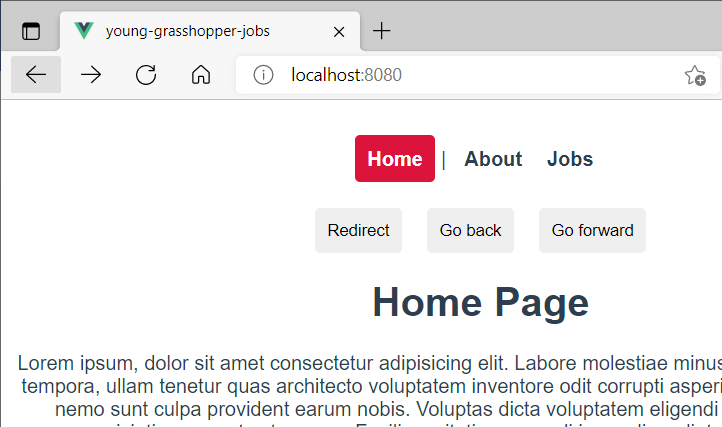 young-grasshopper-jobs
localhost:8080
Home | About Jobs
Redirect Go back Go forward
Home Page
Lorem ipsum, dolor sit amet consectetur adipisicing elit. Labore molestiae minus
tempora, ullam tenetur quas architecto voluptatem inventore odit corrupti asperi
nemo sunt culpa provident earum nobis. Voluptas dicta voluptatem eligendi